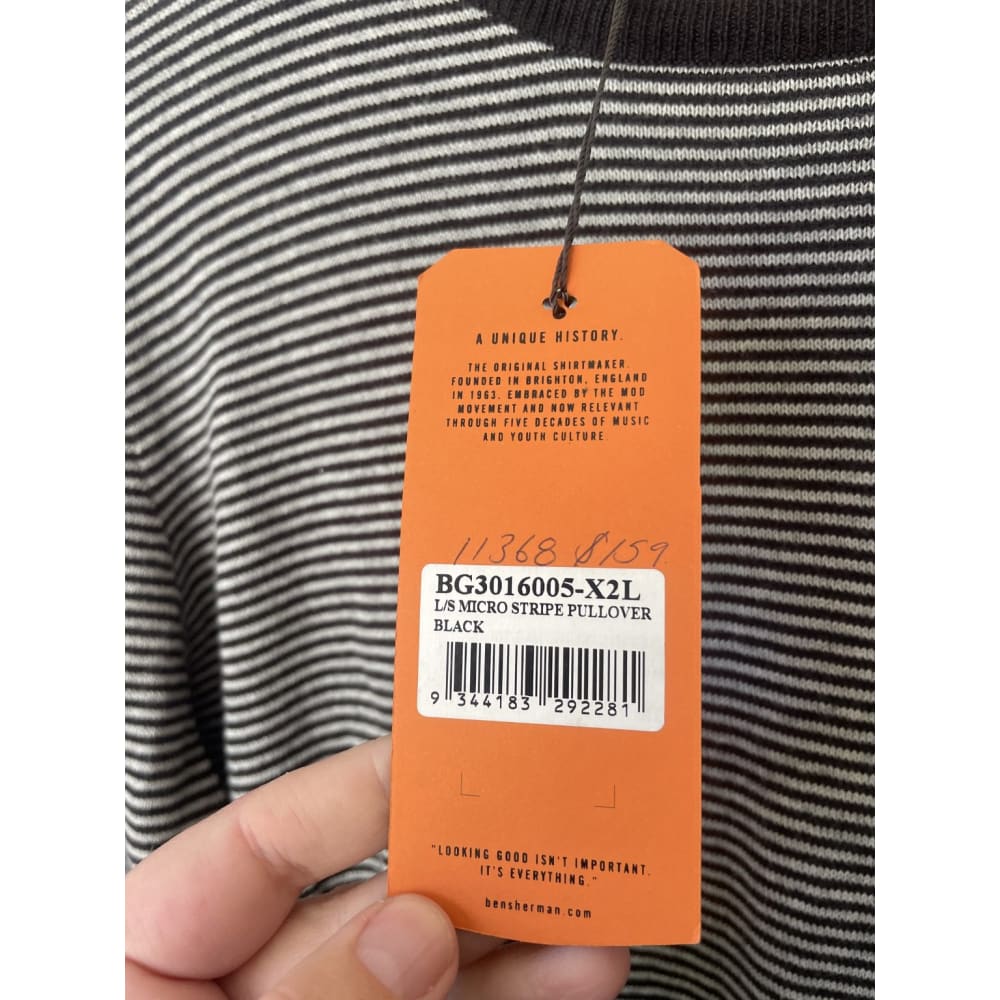 A UNIQUE HISTORY.
THE ORIGINAL SHIRTMAKER.
FOUNDED IN BRIGHTON, ENGLAND
IN 1963. EMBRACED BY THE MOD
MOVEMENT AND NOW RELEVANT
THROUGH FIVE DECADES OF MUSIC
AND YOUTH CULTURE.
11368 $159.
BG3016005-X2L
L/S MICRO STRIPE PULLOVER
BLACK
9 344183 292281
"LOOKING GOOD ISN'T IMPORTANT.
IT'S EVERYTHING."
bensherman.com